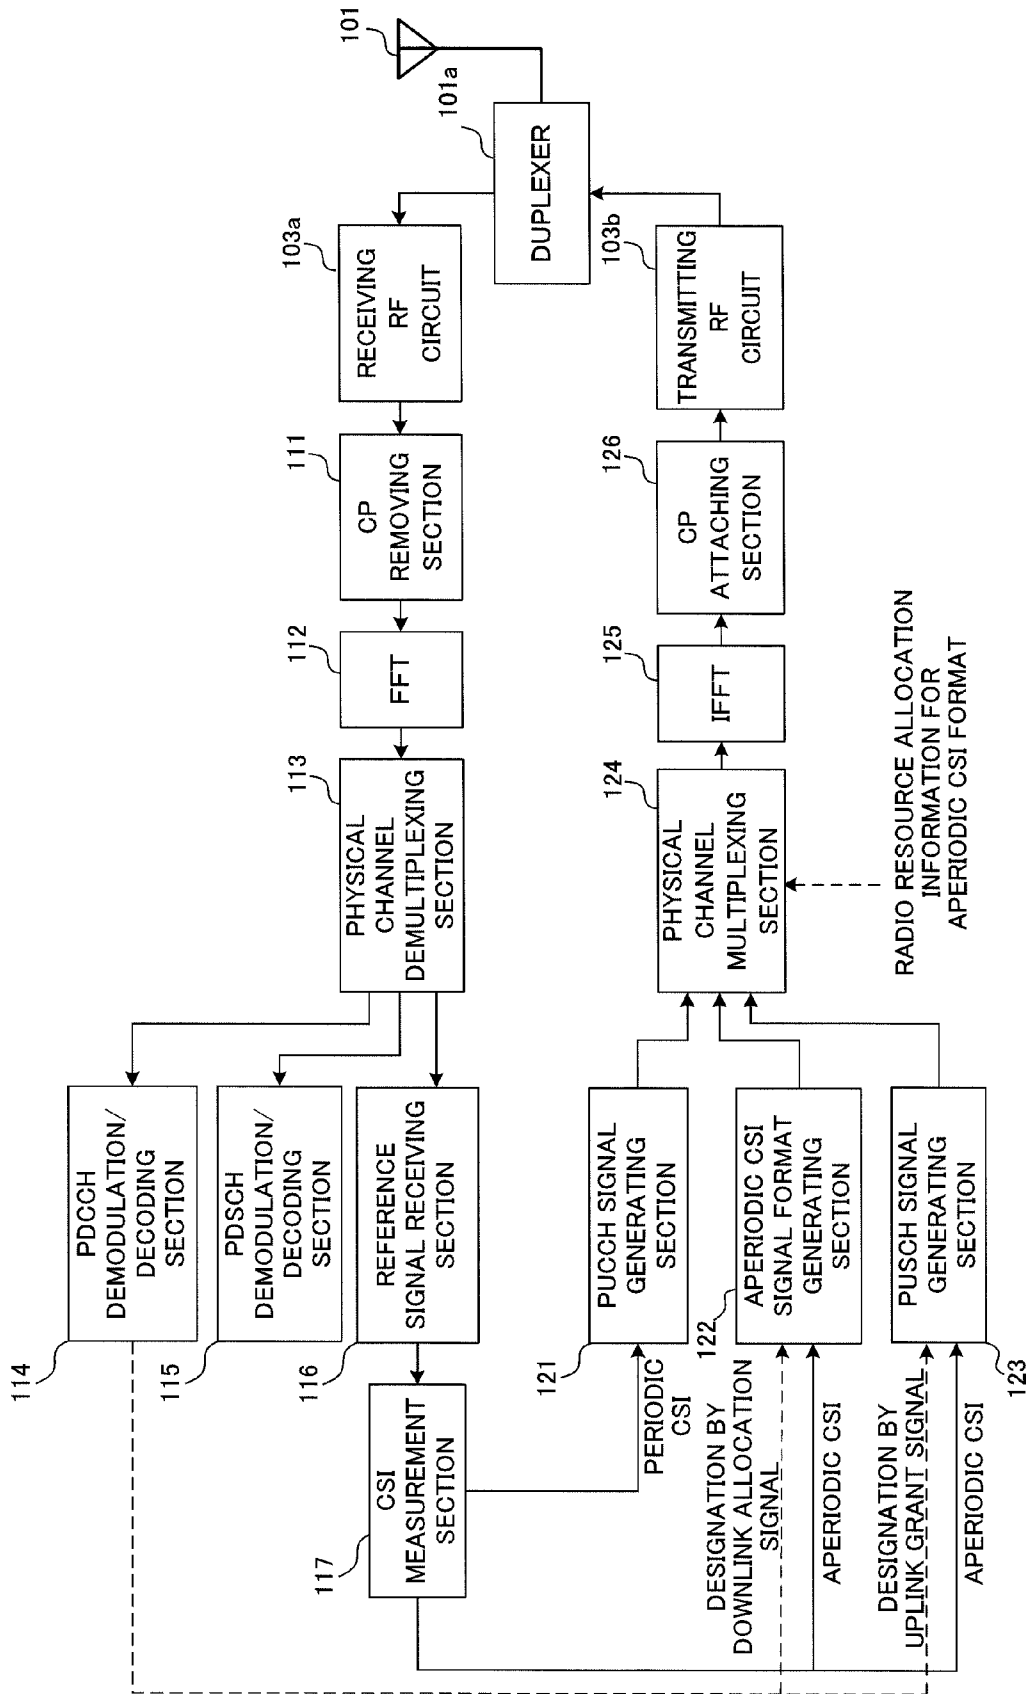 114
PDCCH
DEMODULATION/
DECODING
SECTION
115
PDSCH
DEMODULATION/
DECODING
SECTION
117
CSI
MEASUREMENT
SECTION
116
REFERENCE
SIGNAL RECEIVING
SECTION
113
PHYSICAL
CHANNEL
DEMULTIPLEXING
SECTION
112
FFT
111
CP
REMOVING
SECTION
103a
RECEIVING
RF
CIRCUIT
101a
DUPLEXER
101
PERIODIC
CSI
121
PUCCH SIGNAL
GENERATING
SECTION
DESIGNATION BY
DOWNLINK ALLOCATION
SIGNAL
APERIODIC CSI
122
APERIODIC CSI
SIGNAL FORMAT
GENERATING
SECTION
DESIGNATION BY
UPLINK GRANT SIGNAL
APERIODIC CSI
123
PUSCH SIGNAL
GENERATING
SECTION
124
PHYSICAL
CHANNEL
MULTIPLEXING
SECTION
125
IFFT
126
CP
ATTACHING
SECTION
103b
TRANSMITTING
RF
CIRCUIT
RADIO RESOURCE ALLOCATION
INFORMATION FOR
APERIODIC CSI FORMAT